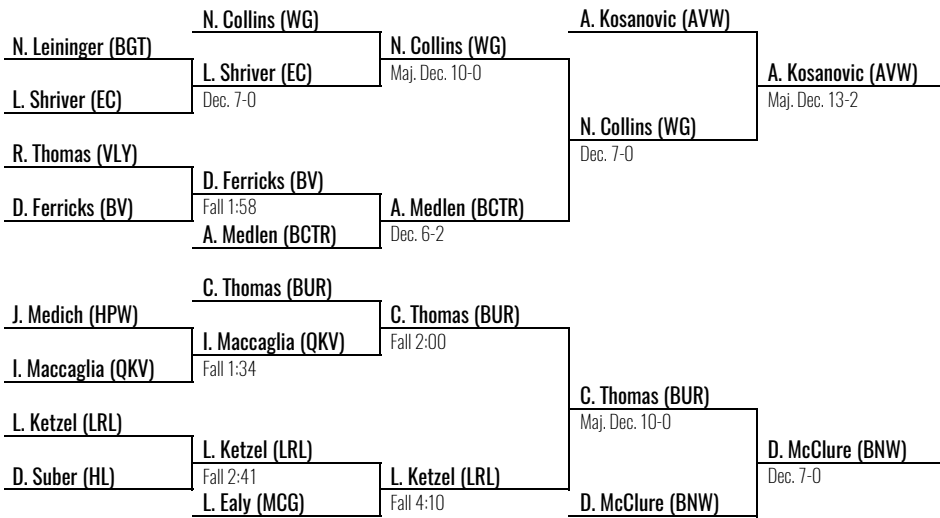 N. Collins (WG)
A. Kosanovic (AVW)
N. Leininger (BGT)
N. Collins (WG)
L. Shriver (EC)
Maj. Dec. 10-0
A. Kosanovic (AVW)
L. Shriver (EC)
Dec. 7-0
Maj. Dec. 13-2
N. Collins (WG)
R. Thomas (VLY)
Dec. 7-0
D. Ferricks (BV)
D. Ferricks (BV)
Fall 1:58
A. Medlen (BCTR)
A. Medlen (BCTR)
Dec. 6-2
C. Thomas (BUR)
J. Medich (HPW)
C. Thomas (BUR)
I. Maccaglia (QKV)
Fall 2:00
I. Maccaglia (QKV)
Fall 1:34
C. Thomas (BUR)
L. Ketzel (LRL)
Maj. Dec. 10-0
L. Ketzel (LRL)
D. McClure (BNW)
D. Suber (HL)
Fall 2:41
L. Ketzel (LRL)
Dec. 7-0
L. Ealy (MCG)
Fall 4:10
D. McClure (BNW)